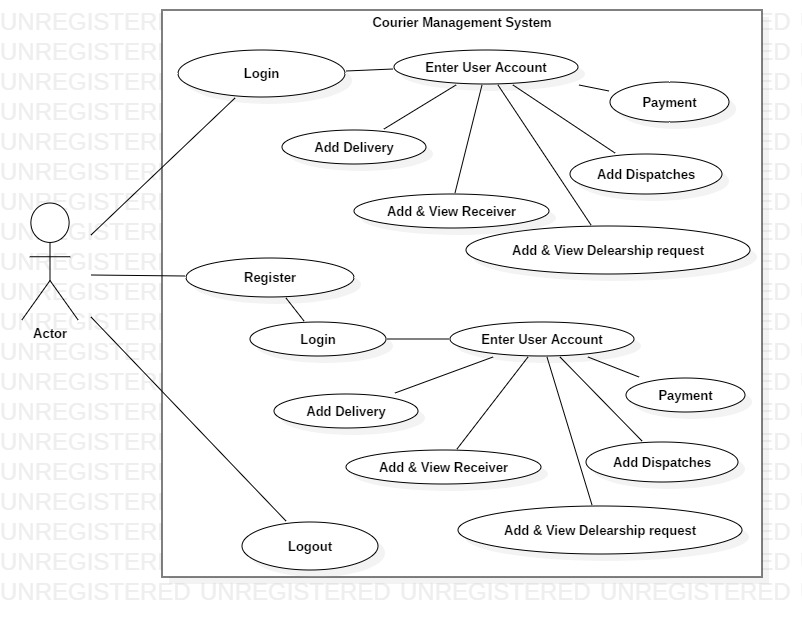 Courier Management System
Login
Enter User Account
Payment
Add Delivery
Add Dispatches
Add & View Receiver
Add & View Delearship request
Register
Actor
Login
Enter User Account
Payment
Add Delivery
Add Dispatches
Add & View Receiver
Add & View Delearship request
Logout
UNREGISTERED UNREGISTERED UNREGISTERED UNREGISTERED